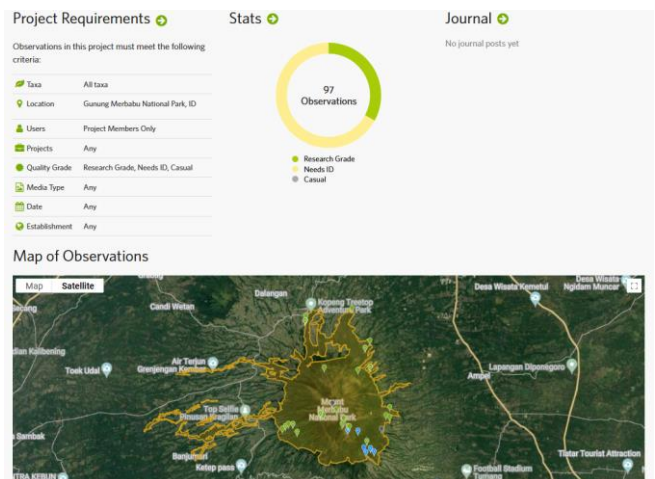 Project Requirements
Observations in this project must meet the following
criteria:
Taxa All taxa
Location Gunung Merbabu National Park, ID
Users Project Members Only
Projects Any
Quality Grade Research Grade, Needs ID, Casual
Media Type Any
Date Any
Establishment Any
Stats
97
Observations
Research Grade
Needs ID
Casual
Journal
No journal posts yet
Map of Observations
Map Satellite
Dalangan
Candi Wetan
Kopeng Treetop
Adventure Park
Desa Wisata Kemetul
Desa Wisata
Ngidam Muncar
Kalibening
Toek Udal
Air Terjun
Grenjengan Kembar
Lapangan Diponegoro
Ampel
Top Selfie
Pinusan Kragilan
Mount
Merbabu
National Park
Sambak
Banjumari
Ketep pass
Tlatar Tourist Attraction
Football Stadium
Tumang